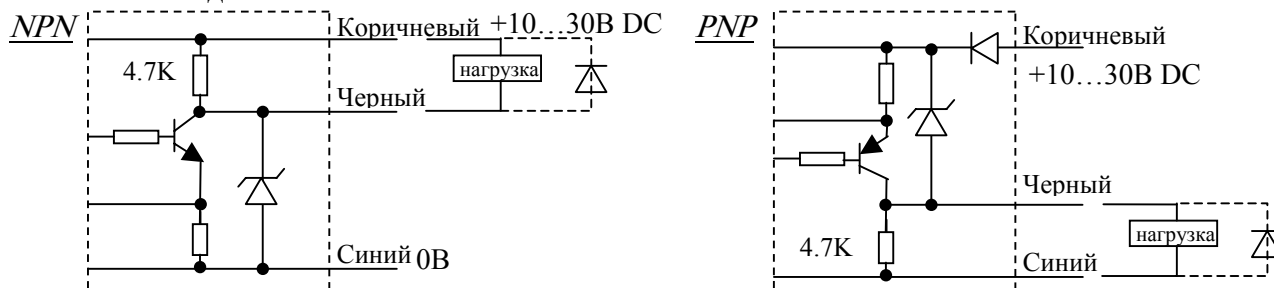 NPN
Коричневый +10…30В DC
4.7K
нагрузка
Черный
Синий 0В
PNP
Коричневый
+10…30В DC
Черный
4.7K
нагрузка
Синий